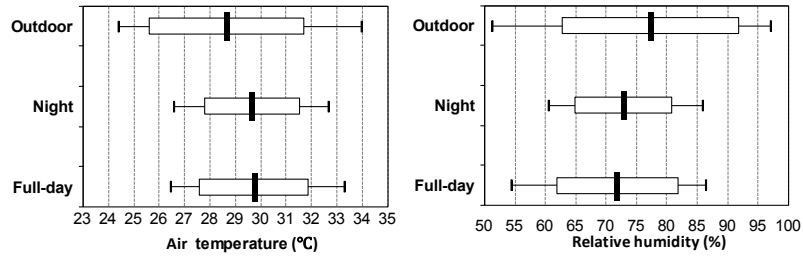 Outdoor
Night
Full-day
23 24 25 26 27 28 29 30 31 32 33 34 35
Air temperature (℃)
Outdoor
Night
Full-day
50 55 60 65 70 75 80 85 90 95 100
Relative humidity (%)